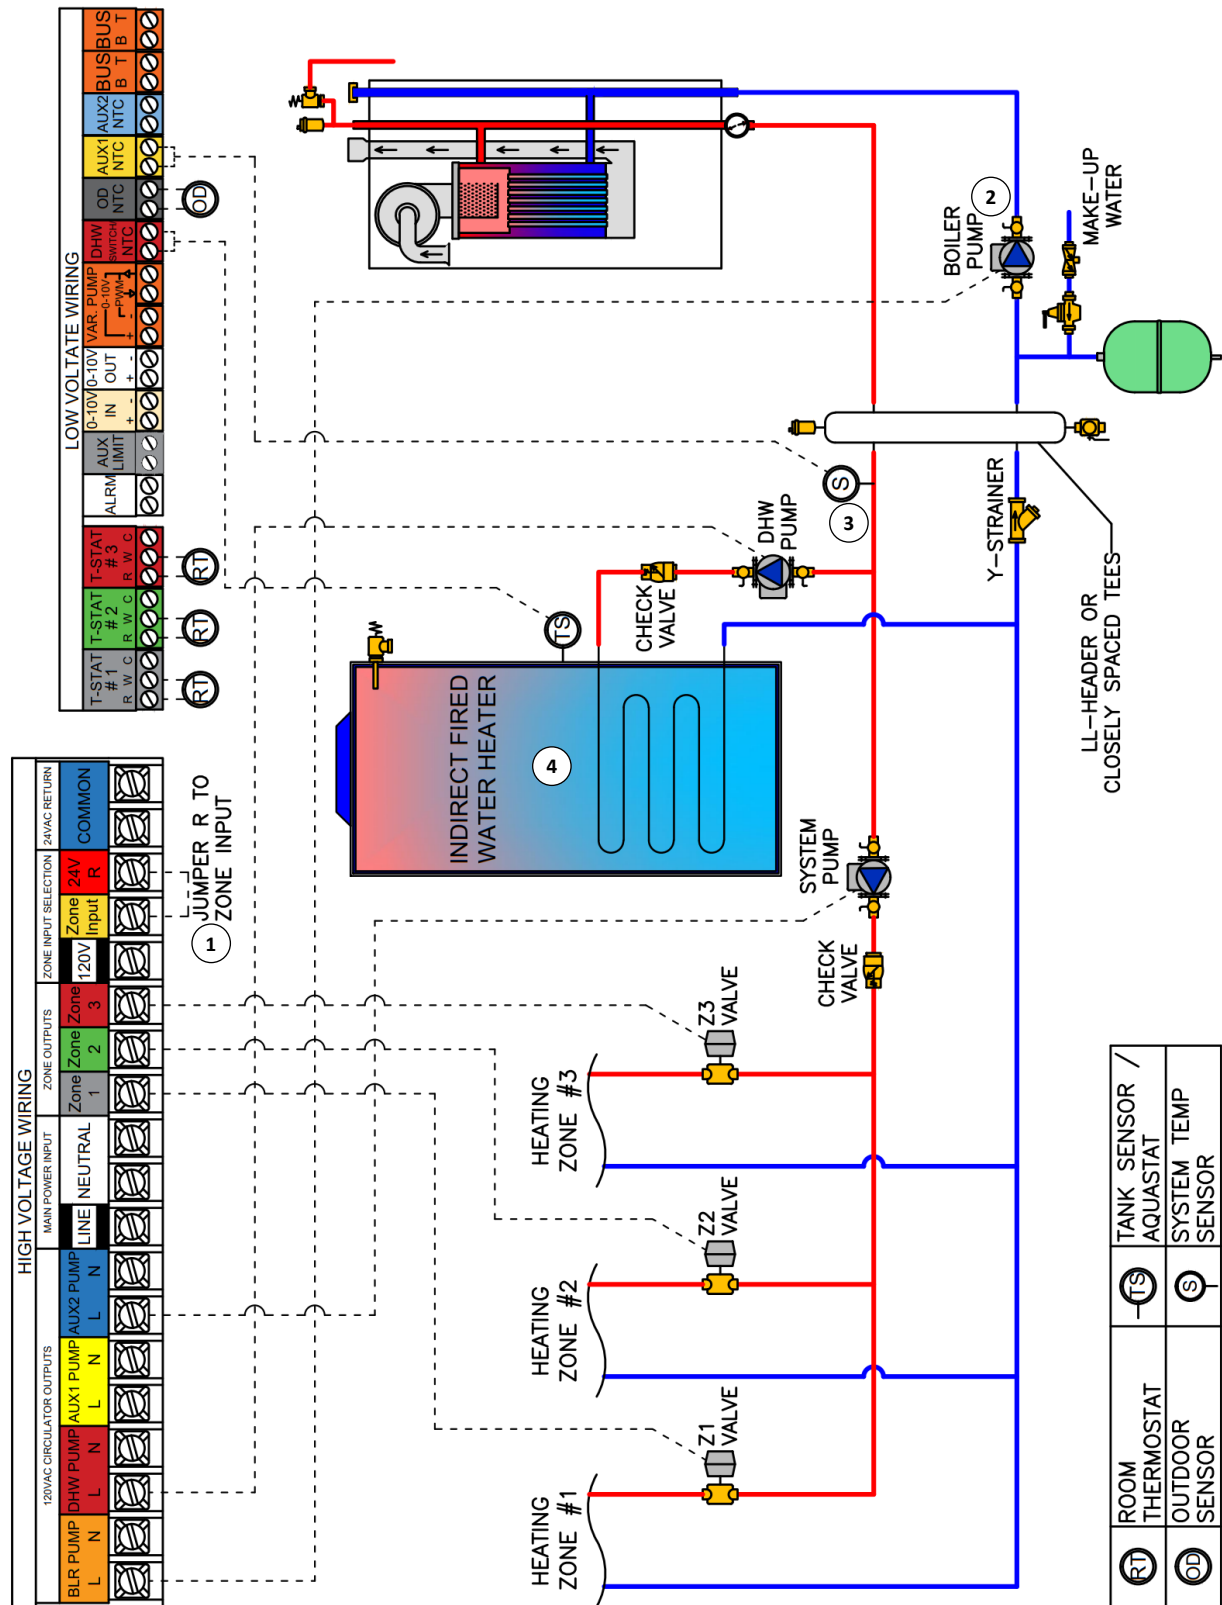 HIGH VOLTAGE WIRING
120VAC CIRCULATOR OUTPUTS
MAIN POWER INPUT
ZONE OUTPUTS
ZONE INPUT SELECTION
24VAC RETURN
BLR PUMP
L N
DHW PUMP
L N
AUX1 PUMP
L N
AUX2 PUMP
L N
LINE
NEUTRAL
Zone
1
Zone
2
Zone
3
120V
Zone
Input
24V
R
COMMON
JUMPER R TO
ZONE INPUT
1
LOW VOLTATE WIRING
T-STAT
#1
R W C
T-STAT
#2
R W C
T-STAT
#3
R W C
ALRM
AUX
LIMIT
0-10V
IN
+ -
0-10V
OUT
+ -
VAR. PUMP
0-10V
PWM
+ -
DHW
SWITCH/
NTC
OD
NTC
AUX1
NTC
AUX2
NTC
BUS
B T
BUS
B T
RT
RT
RT
OD
BOILER
PUMP
2
MAKE-UP
WATER
S
3
DHW
PUMP
CHECK
VALVE
TS
Y-STRAINER
LL-HEADER OR
CLOSELY SPACED TEES
INDIRECT FIRED
WATER HEATER
4
SYSTEM
PUMP
CHECK
VALVE
Z3
VALVE
Z2
VALVE
Z1
VALVE
HEATING
ZONE #3
HEATING
ZONE #2
HEATING
ZONE #1
RT
ROOM
THERMOSTAT
TS
TANK SENSOR /
AQUASTAT
OD
OUTDOOR
SENSOR
S
SYSTEM TEMP
SENSOR